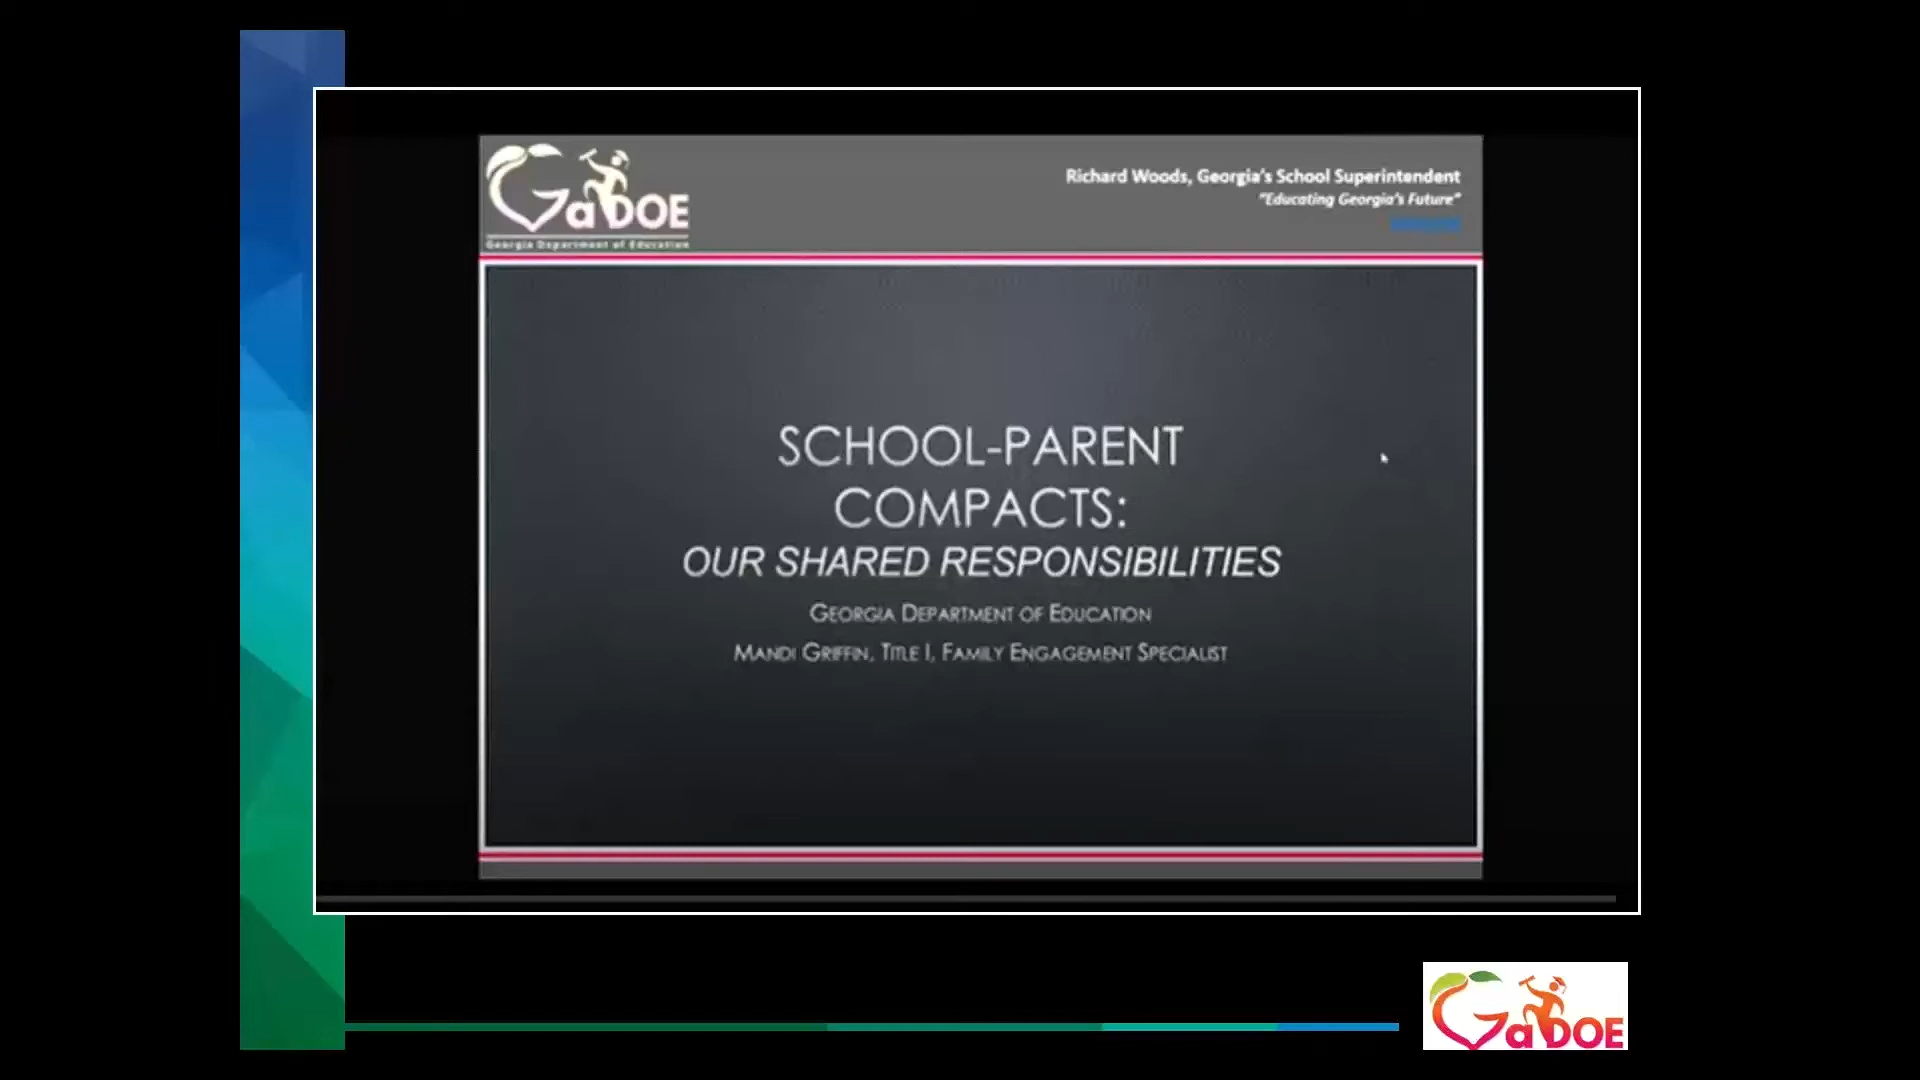 GaDOE
Georgia Department of Education
Richard Woods, Georgia's School Superintendent
"Educating Georgia's Future"
SCHOOL-PARENT
COMPACTS:
OUR SHARED RESPONSIBILITIES
GEORGIA DEPARTMENT OF EDUCATION
MANDI GRIFFIN, TITLE I, FAMILY ENGAGEMENT SPECIALIST
GaDOE